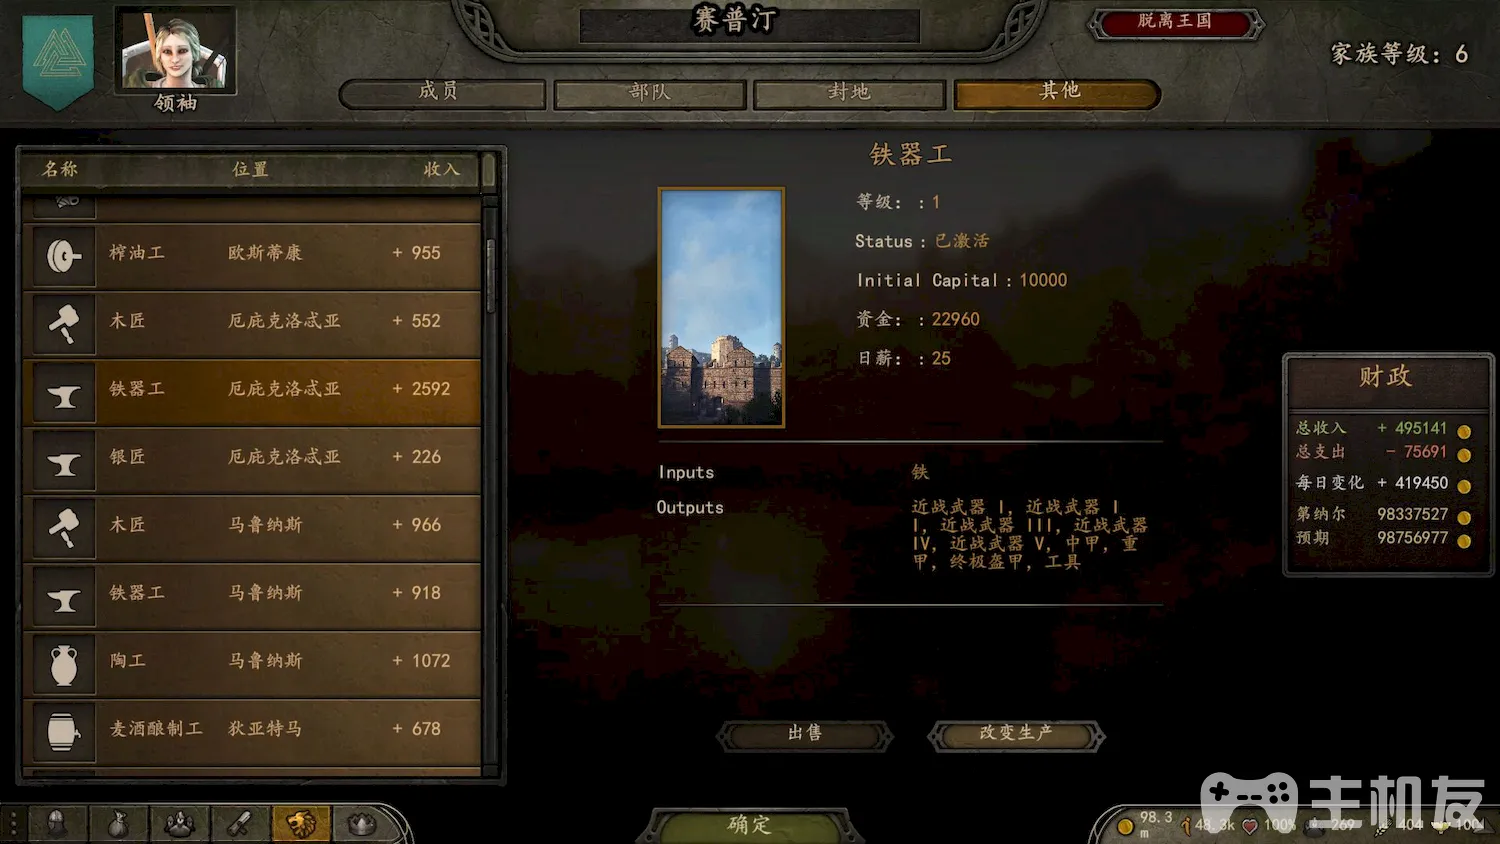 赛普汀
脱离王国
家族等级：6
领袖
成员
部队
封地
其他
名称 位置 收入
榨油工 欧斯蒂康 + 955
木匠 厄庇克洛忒亚 + 552
铁器工 厄庇克洛忒亚 + 2592
银匠 厄庇克洛忒亚 + 226
木匠 马鲁纳斯 + 966
铁器工 马鲁纳斯 + 918
陶工 马鲁纳斯 + 1072
麦酒酿制工 狄亚特马 + 678
铁器工
等级：：1
Status：已激活
Initial Capital：10000
资金：：22960
日薪：：25
Inputs 铁
Outputs 近战武器 I, 近战武器 I
I, 近战武器 III, 近战武器
IV, 近战武器 V, 中甲, 重
甲, 终极盔甲, 工具
出售
改变生产
财政
总收入 + 495141
总支出 - 75691
每日变化 + 419450
第纳尔 98337527
预期 98756977
确定
98.3
m
48.3k
100%
269
404
100
主机友